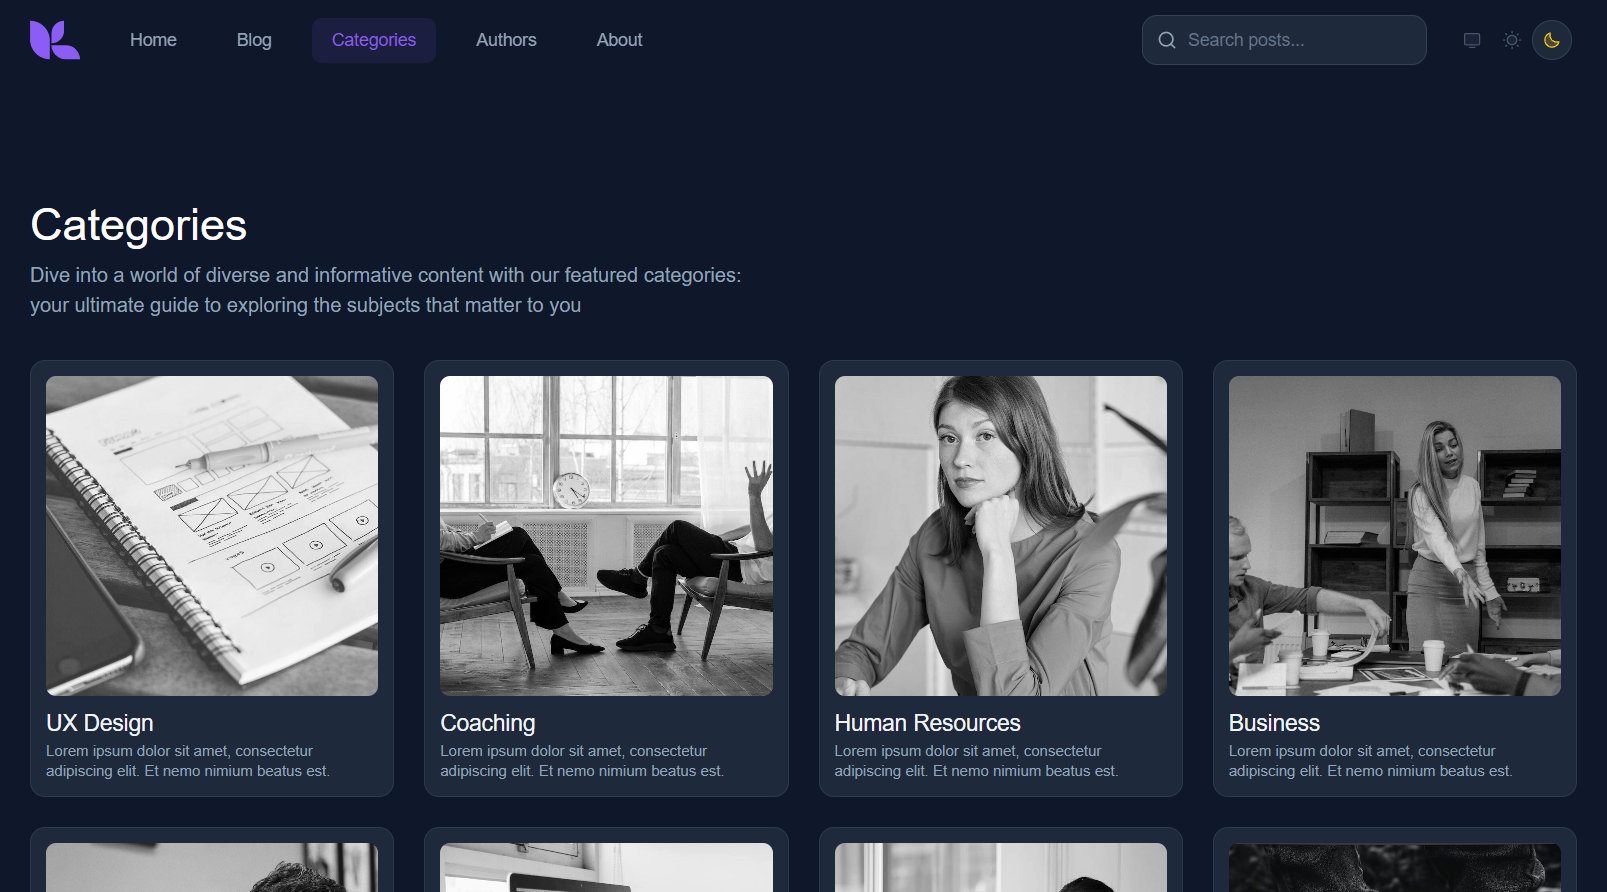 Home
Blog
Categories
Authors
About
Search posts...
Categories
Dive into a world of diverse and informative content with our featured categories:
your ultimate guide to exploring the subjects that matter to you
UX Design
Lorem ipsum dolor sit amet, consectetur
adipiscing elit. Et nemo nimium beatus est.
Coaching
Lorem ipsum dolor sit amet, consectetur
adipiscing elit. Et nemo nimium beatus est.
Human Resources
Lorem ipsum dolor sit amet, consectetur
adipiscing elit. Et nemo nimium beatus est.
Business
Lorem ipsum dolor sit amet, consectetur
adipiscing elit. Et nemo nimium beatus est.